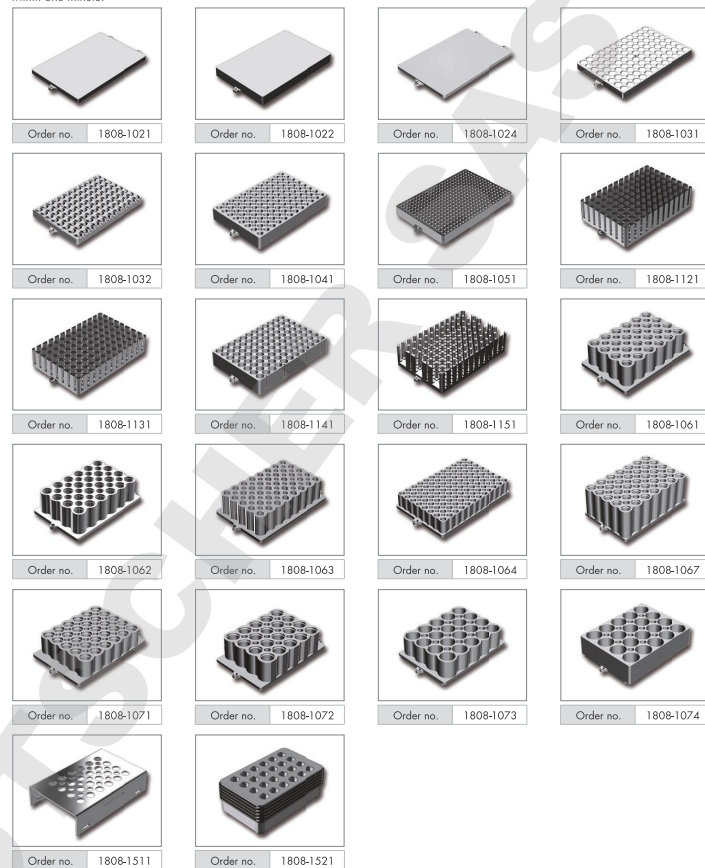 Order no. 1808-1021 Order no. 1808-1022 Order no. 1808-1024 Order no. 1808-1031
Order no. 1808-1032 Order no. 1808-1041 Order no. 1808-1051 Order no. 1808-1121
Order no. 1808-1131 Order no. 1808-1141 Order no. 1808-1151 Order no. 1808-1061
Order no. 1808-1062 Order no. 1808-1063 Order no. 1808-1064 Order no. 1808-1067
Order no. 1808-1071 Order no. 1808-1072 Order no. 1808-1073 Order no. 1808-1074
Order no. 1808-1511 Order no. 1808-1521
TSCHER SAS